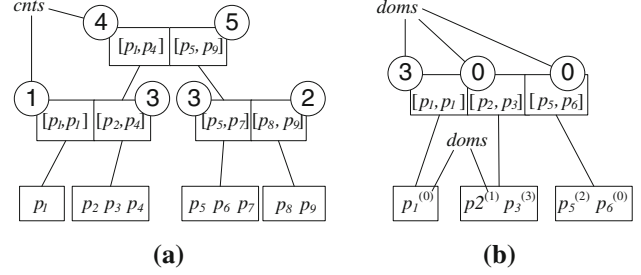 cnts
4 5
[p1, p4] [p5, p9]
1 3 3 2
[p1, p1] [p2, p4] [p5, p7] [p8, p9]
p1 p2 p3 p4 p5 p6 p7 p8 p9
(a)
doms
3 0 0
[p1, p1] [p2, p3] [p5, p6]
doms
p1(0) p2(1) p3(3) p5(2) p6(0)
(b)